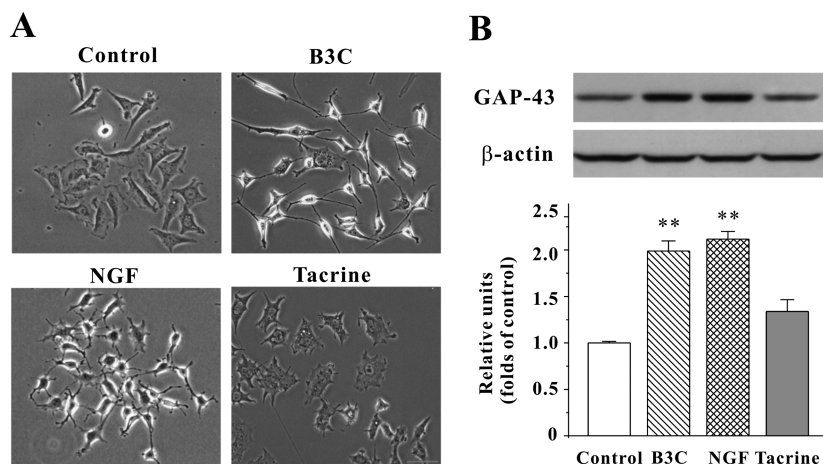 A
Control
B3C
NGF
Tacrine
B
GAP-43
β-actin
Relative units
(folds of control)
2.5
2.0
1.5
1.0
0.5
0
**
**
Control B3C NGF Tacrine